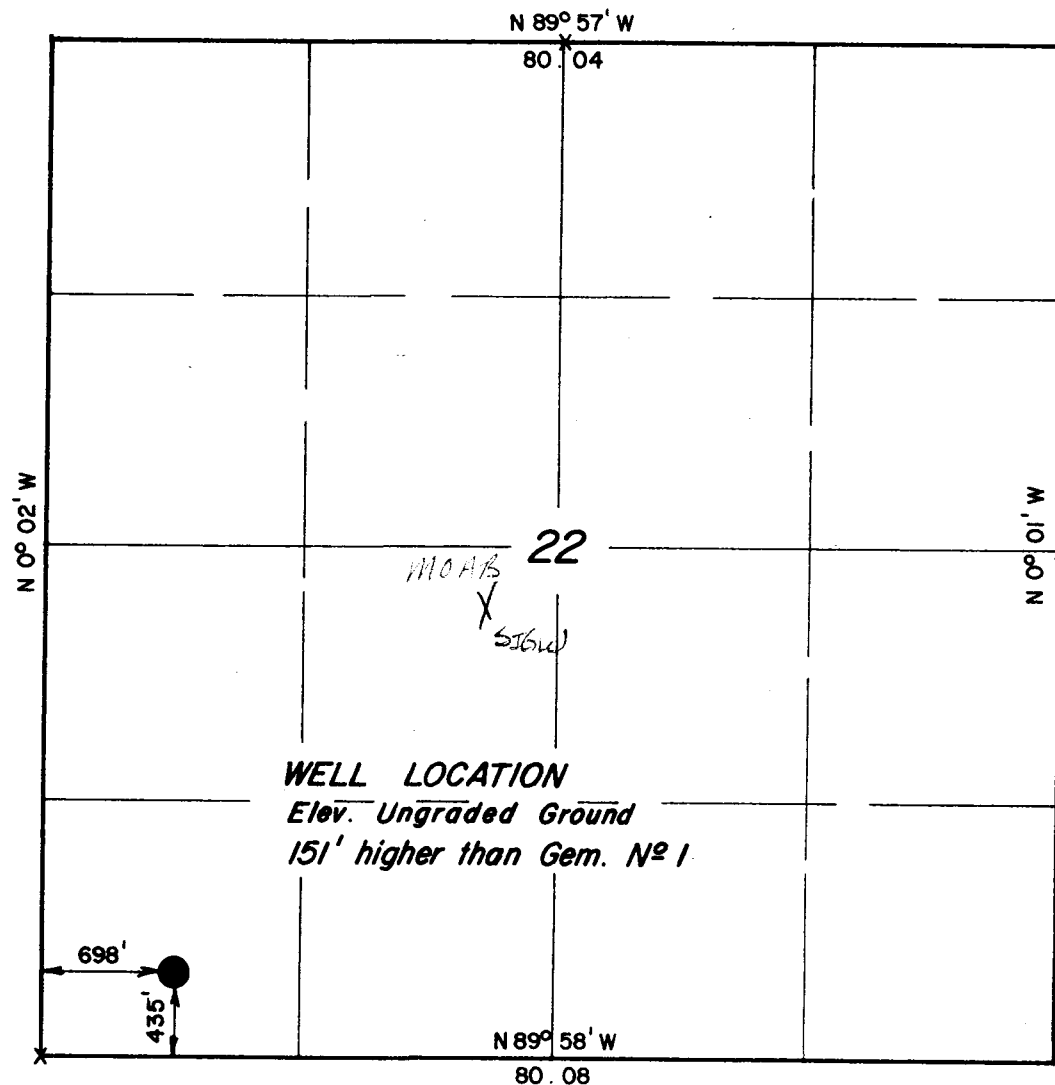 N 89° 57' W
80.04
N 0° 02' W
22
N 0° 01' W
MOAB
X
WELL LOCATION
Elev. Ungraded Ground
151' higher than Gem. Nº 1
698'
435'
N 89° 58' W
80.08